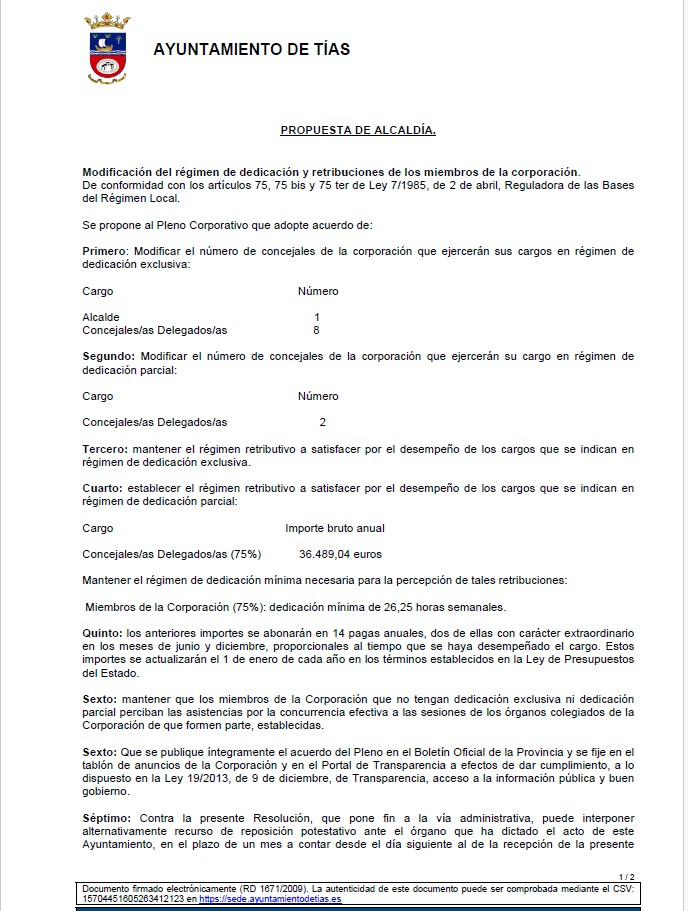 AYUNTAMIENTO DE TÍAS
PROPUESTA DE ALCALDÍA.
Modificación del régimen de dedicación y retribuciones de los miembros de la corporación.
De conformidad con los artículos 75, 75 bis y 75 ter de Ley 7/1985, de 2 de abril, Reguladora de las Bases
del Régimen Local.
Se propone al Pleno Corporativo que adopte acuerdo de:
Primero: Modificar el número de concejales de la corporación que ejercerán sus cargos en régimen de
dedicación exclusiva:
Cargo Número
Alcalde 1
Concejales/as Delegados/as 8
Segundo: Modificar el número de concejales de la corporación que ejercerán su cargo en régimen de
dedicación parcial:
Cargo Número
Concejales/as Delegados/as 2
Tercero: mantener el régimen retributivo a satisfacer por el desempeño de los cargos que se indican en
régimen de dedicación exclusiva.
Cuarto: establecer el régimen retributivo a satisfacer por el desempeño de los cargos que se indican en
régimen de dedicación parcial:
Cargo Importe bruto anual
Concejales/as Delegados/as (75%) 36.489,04 euros
Mantener el régimen de dedicación mínima necesaria para la percepción de tales retribuciones:
Miembros de la Corporación (75%): dedicación mínima de 26,25 horas semanales.
Quinto: los anteriores importes se abonarán en 14 pagas anuales, dos de ellas con carácter extraordinario
en los meses de junio y diciembre, proporcionales al tiempo que se haya desempeñado el cargo. Estos
importes se actualizarán el 1 de enero de cada año en los términos establecidos en la Ley de Presupuestos
del Estado.
Sexto: mantener que los miembros de la Corporación que no tengan dedicación exclusiva ni dedicación
parcial perciban las asistencias por la concurrencia efectiva a las sesiones de los órganos colegiados de la
Corporación de que formen parte, establecidas.
Sexto: Que se publique íntegramente el acuerdo del Pleno en el Boletín Oficial de la Provincia y se fije en el
tablón de anuncios de la Corporación y en el Portal de Transparencia a efectos de dar cumplimiento, a lo
dispuesto en la Ley 19/2013, de 9 de diciembre, de Transparencia, acceso a la información pública y buen
gobierno.
Séptimo: Contra la presente Resolución, que pone fin a la vía administrativa, puede interponer
alternativamente recurso de reposición potestativo ante el órgano que ha dictado el acto de este
Ayuntamiento, en el plazo de un mes a contar desde el día siguiente al de la recepción de la presente
1 / 2
Documento firmado electrónicamente (RD 1671/2009). La autenticidad de este documento puede ser comprobada mediante el CSV:
15704451605263412123 en https://sede.ayuntamientodetias.es